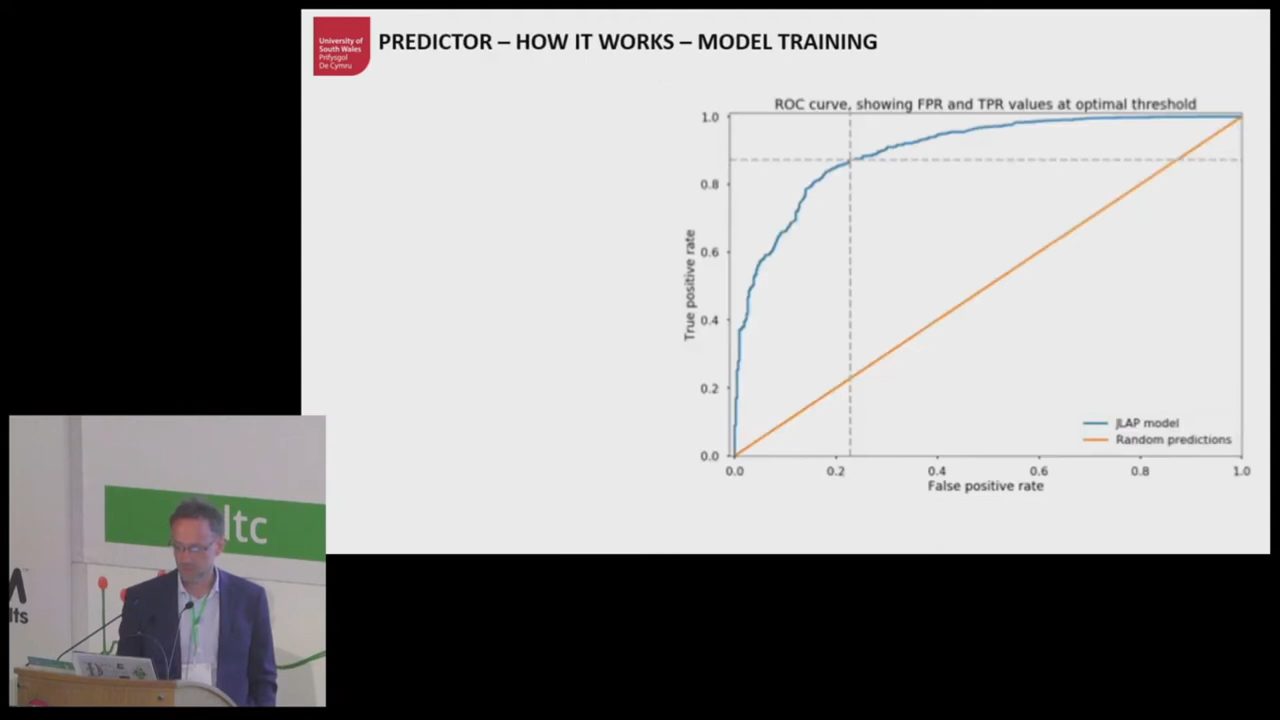 University of
South Wales
Prifysgol
De Cymru
PREDICTOR – HOW IT WORKS – MODEL TRAINING
ROC curve, showing FPR and TPR values at optimal threshold
1.0
0.8
0.6
0.4
0.2
0.0
True positive rate
JLAP model
Random predictions
0.0 0.2 0.4 0.6 0.8 1.0
False positive rate
ltc
lts